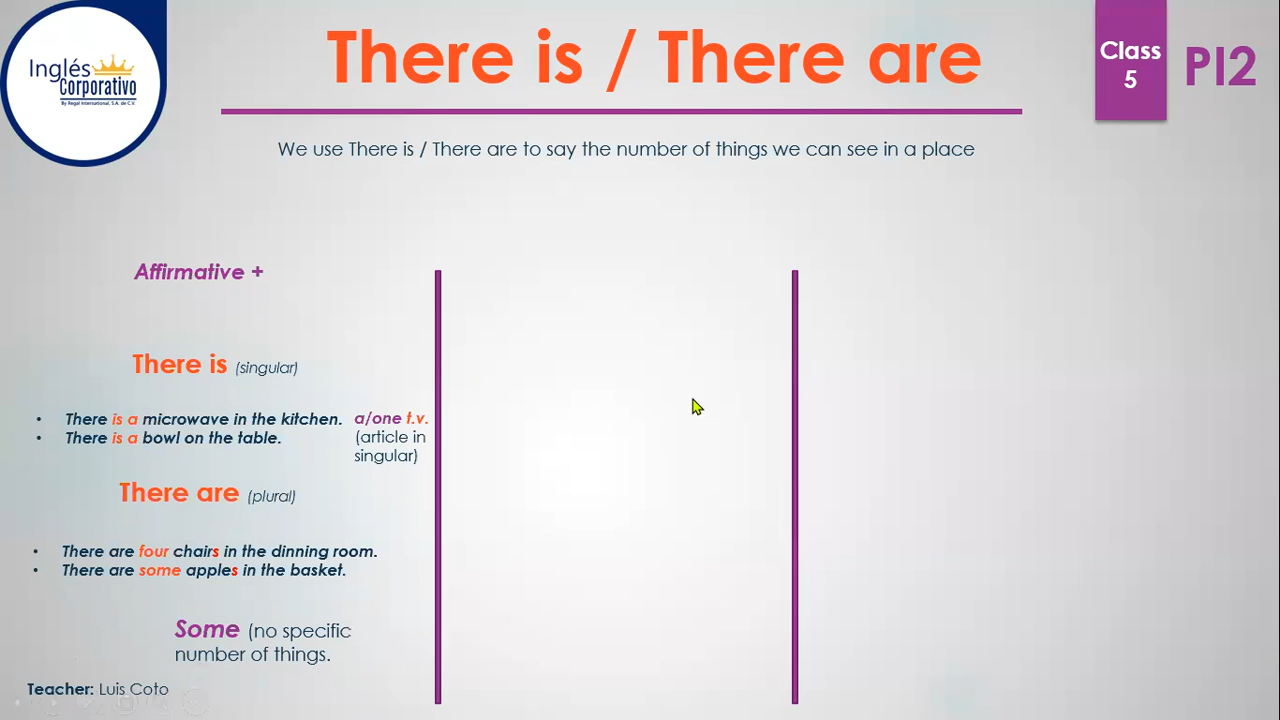 Inglés
Corporativo
By Regal International, S.A. de C.V.
There is / There are
Class
5
PI2
We use There is / There are to say the number of things we can see in a place
Affirmative +
There is (singular)
• There is a microwave in the kitchen.
• There is a bowl on the table.
a/one t.v.
(article in
singular)
There are (plural)
• There are four chairs in the dinning room.
• There are some apples in the basket.
Some (no specific
number of things.
Teacher: Luis Coto